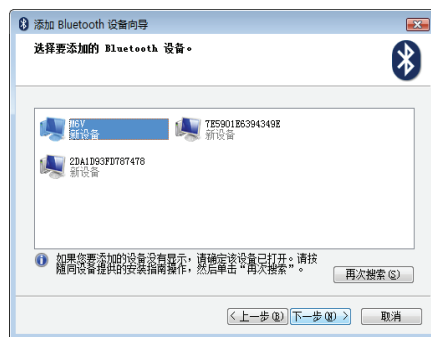 添加 Bluetooth 设备向导
选择要添加的 Bluetooth 设备。
W6V
新设备
7E5901E6394349E
新设备
2DA1D93FD787478
新设备
如果您要添加的设备没有显示，请确定该设备已打开。请按
随同设备提供的安装指南操作，然后单击“再次搜索”。
再次搜索(S)
< 上一步(B)
下一步(N) >
取消